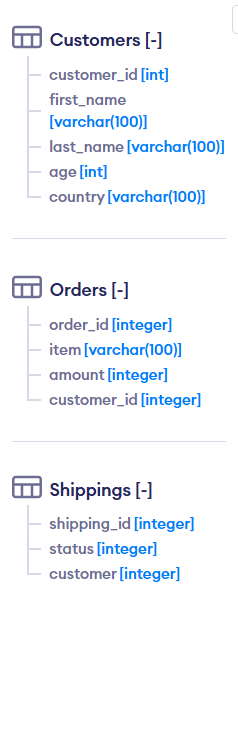 Customers [-]
customer_id [int]
first_name
[varchar(100)]
last_name [varchar(100)]
age [int]
country [varchar(100)]
Orders [-]
order_id [integer]
item [varchar(100)]
amount [integer]
customer_id [integer]
Shippings [-]
shipping_id [integer]
status [integer]
customer [integer]